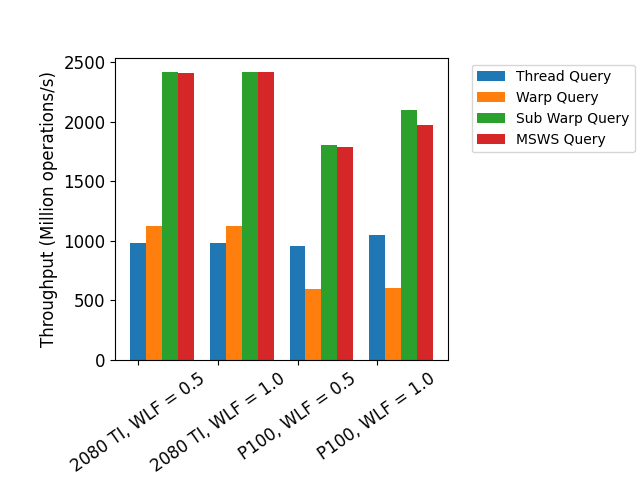 Throughput (Million operations/s)
2500
2000
1500
1000
500
0
2080 TI, WLF = 0.5
2080 TI, WLF = 1.0
P100, WLF = 0.5
P100, WLF = 1.0
Thread Query
Warp Query
Sub Warp Query
MSWS Query